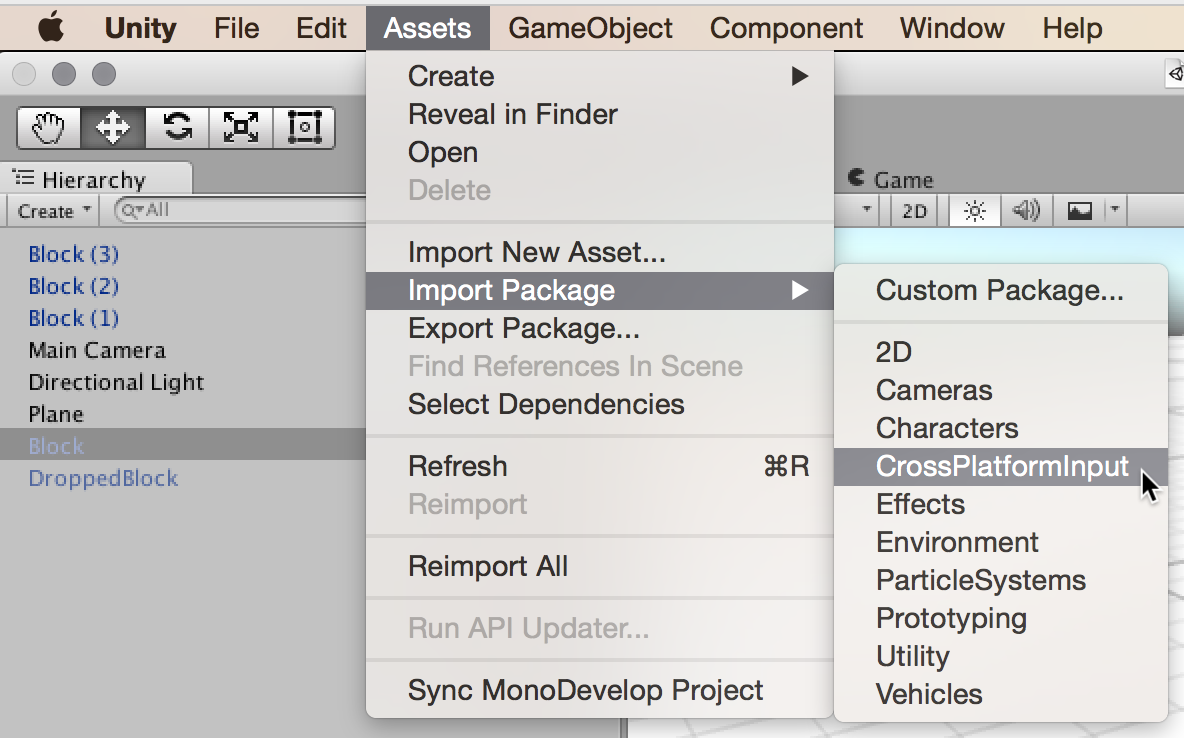 Unity File Edit Assets GameObject Component Window Help
Hierarchy
Create
All
Block (3)
Block (2)
Block (1)
Main Camera
Directional Light
Plane
Block
DroppedBlock
Create
Reveal in Finder
Open
Delete
Import New Asset...
Import Package
Export Package...
Find References In Scene
Select Dependencies
Refresh ⌘R
Reimport
Reimport All
Run API Updater...
Sync MonoDevelop Project
Game
2D
Custom Package...
2D
Cameras
Characters
CrossPlatformInput
Effects
Environment
ParticleSystems
Prototyping
Utility
Vehicles